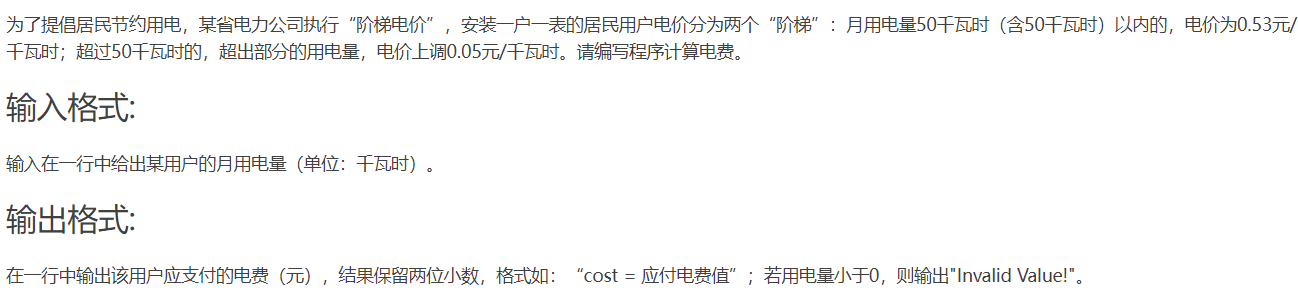 为了提倡居民节约用电，某省电力公司执行“阶梯电价”，安装一户一表的居民用户电价分为两个“阶梯”：月用电量50千瓦时（含50千瓦时）以内的，电价为0.53元/
千瓦时；超过50千瓦时的，超出部分的用电量，电价上调0.05元/千瓦时。请编写程序计算电费。
输入格式:
输入在一行中给出某用户的月用电量（单位：千瓦时）。
输出格式:
在一行中输出该用户应支付的电费（元），结果保留两位小数，格式如：“cost = 应付电费值”；若用电量小于0，则输出"Invalid Value!"。